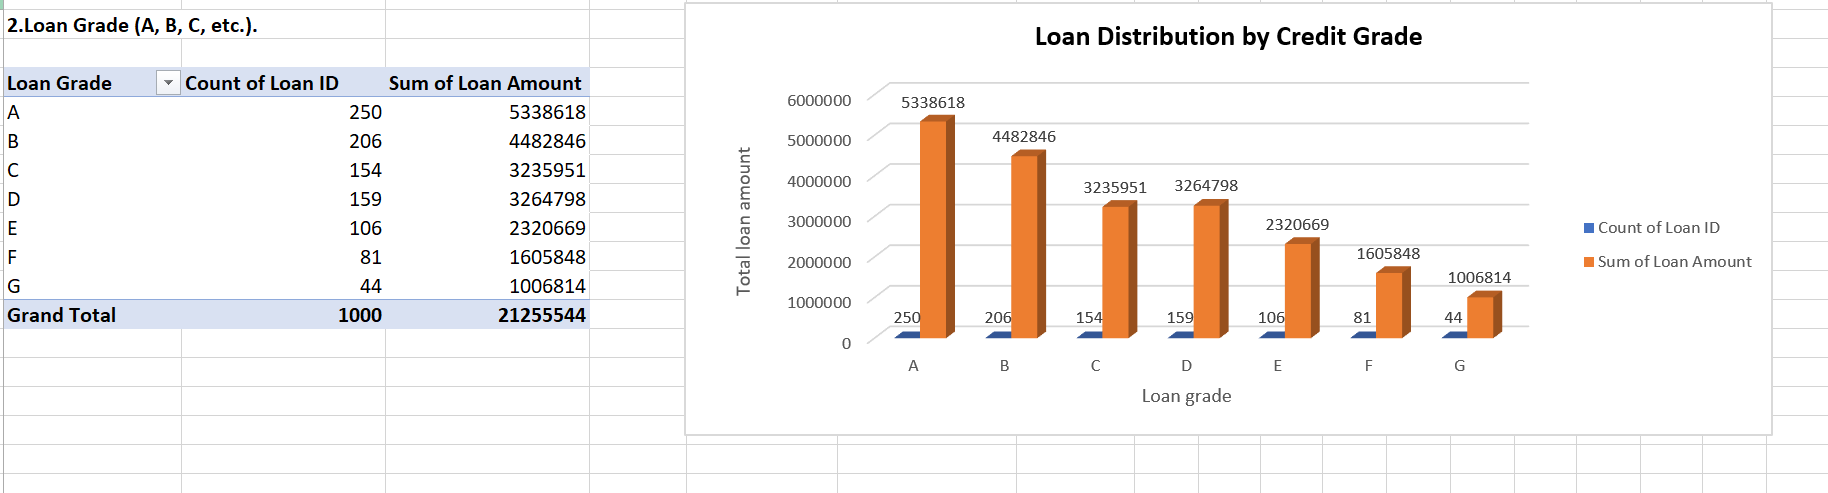 2.Loan Grade (A, B, C, etc.).
Loan Grade Count of Loan ID Sum of Loan Amount
A 250 5338618
B 206 4482846
C 154 3235951
D 159 3264798
E 106 2320669
F 81 1605848
G 44 1006814
Grand Total 1000 21255544
Loan Distribution by Credit Grade
Total loan amount
6000000
5000000
4000000
3000000
2000000
1000000
0
5338618
4482846
3235951
3264798
2320669
1605848
1006814
250
206
154
159
106
81
44
A B C D E F G
Loan grade
Count of Loan ID
Sum of Loan Amount